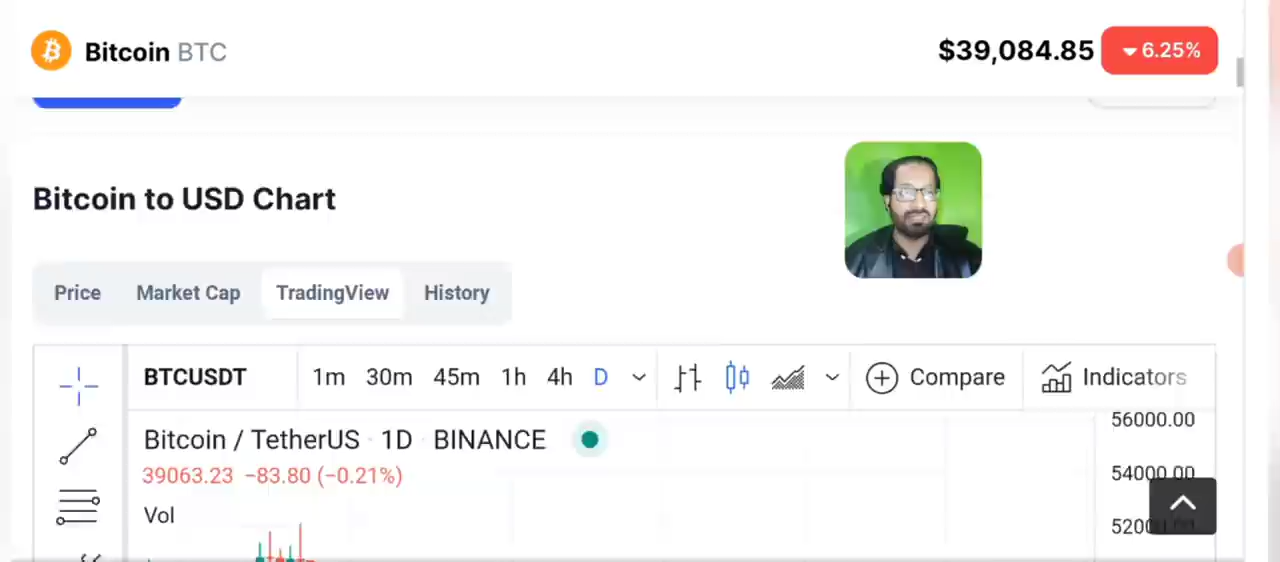 Bitcoin BTC $39,084.85 6.25%
Bitcoin to USD Chart
Price Market Cap TradingView History
BTCUSDT 1m 30m 45m 1h 4h D Compare Indicators
56000.00
Bitcoin / TetherUS · 1D · BINANCE
39063.23 −83.80 (−0.21%)
54000.00
Vol